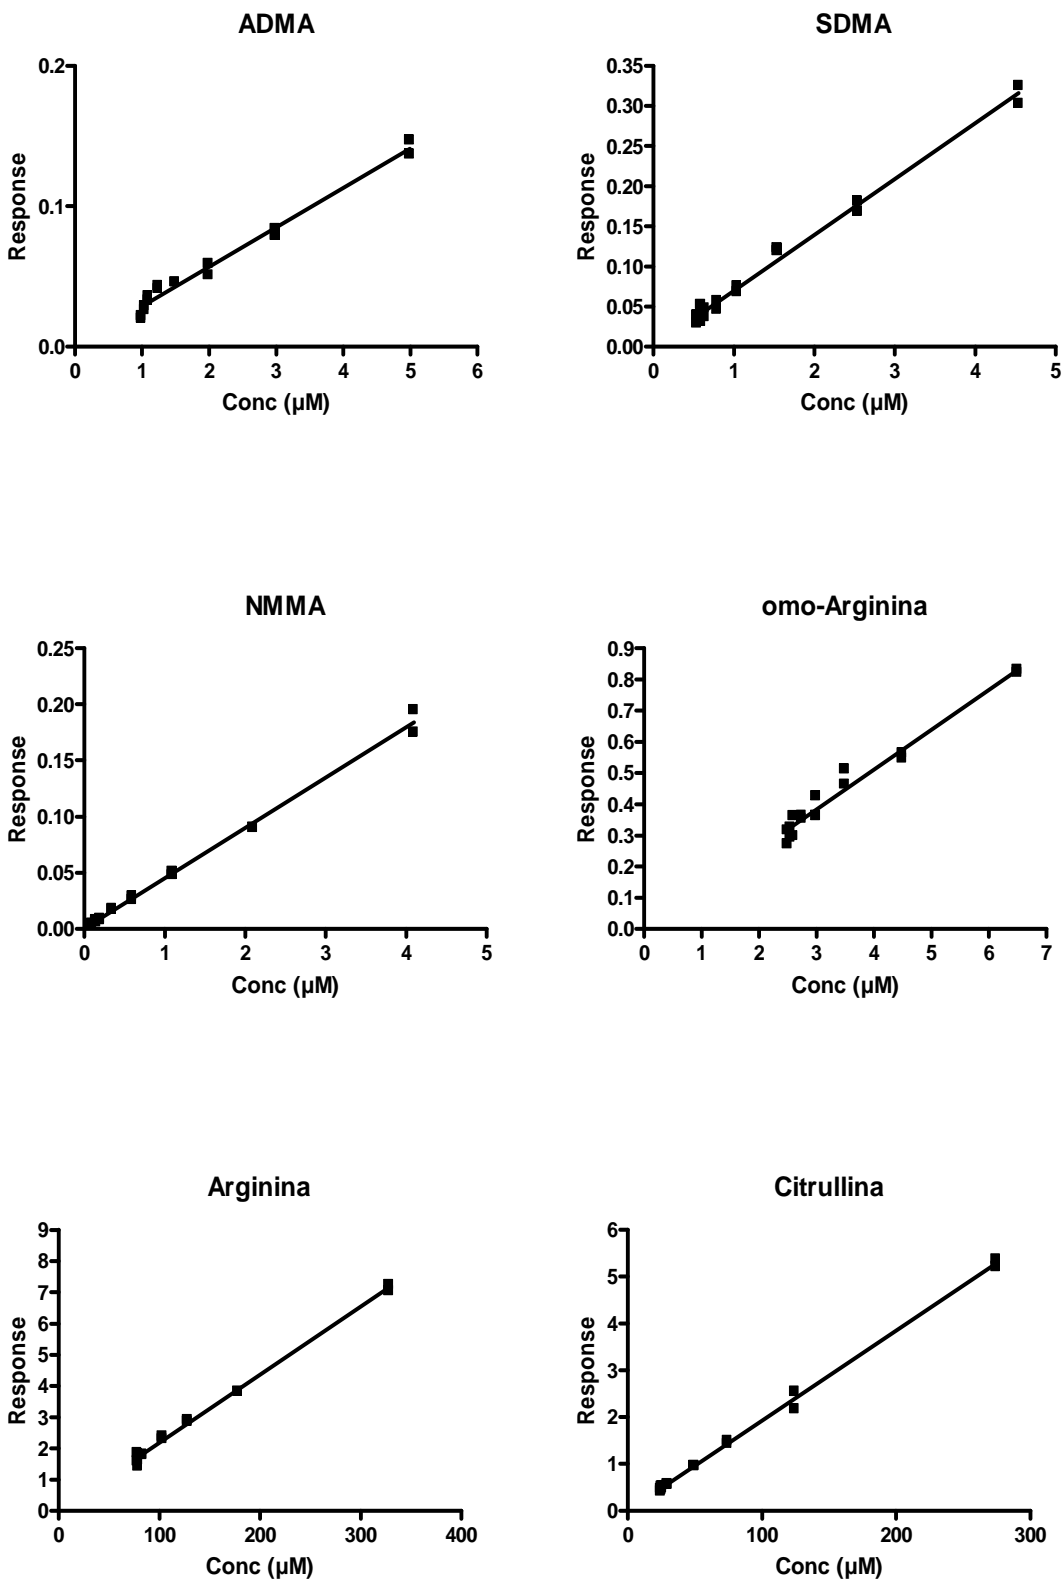 ADMA
0.2
0.1
0.0
0 1 2 3 4 5 6
Response
Conc (µM)
SDMA
0.35
0.30
0.25
0.20
0.15
0.10
0.05
0.00
0 1 2 3 4 5
Response
Conc (µM)
NMMA
0.25
0.20
0.15
0.10
0.05
0.00
0 1 2 3 4 5
Response
Conc (µM)
omo-Arginina
0.9
0.8
0.7
0.6
0.5
0.4
0.3
0.2
0.1
0.0
0 1 2 3 4 5 6 7
Response
Conc (µM)
Arginina
9
8
7
6
5
4
3
2
1
0
0 100 200 300 400
Response
Conc (µM)
Citrullina
6
5
4
3
2
1
0
0 100 200 300
Response
Conc (µM)